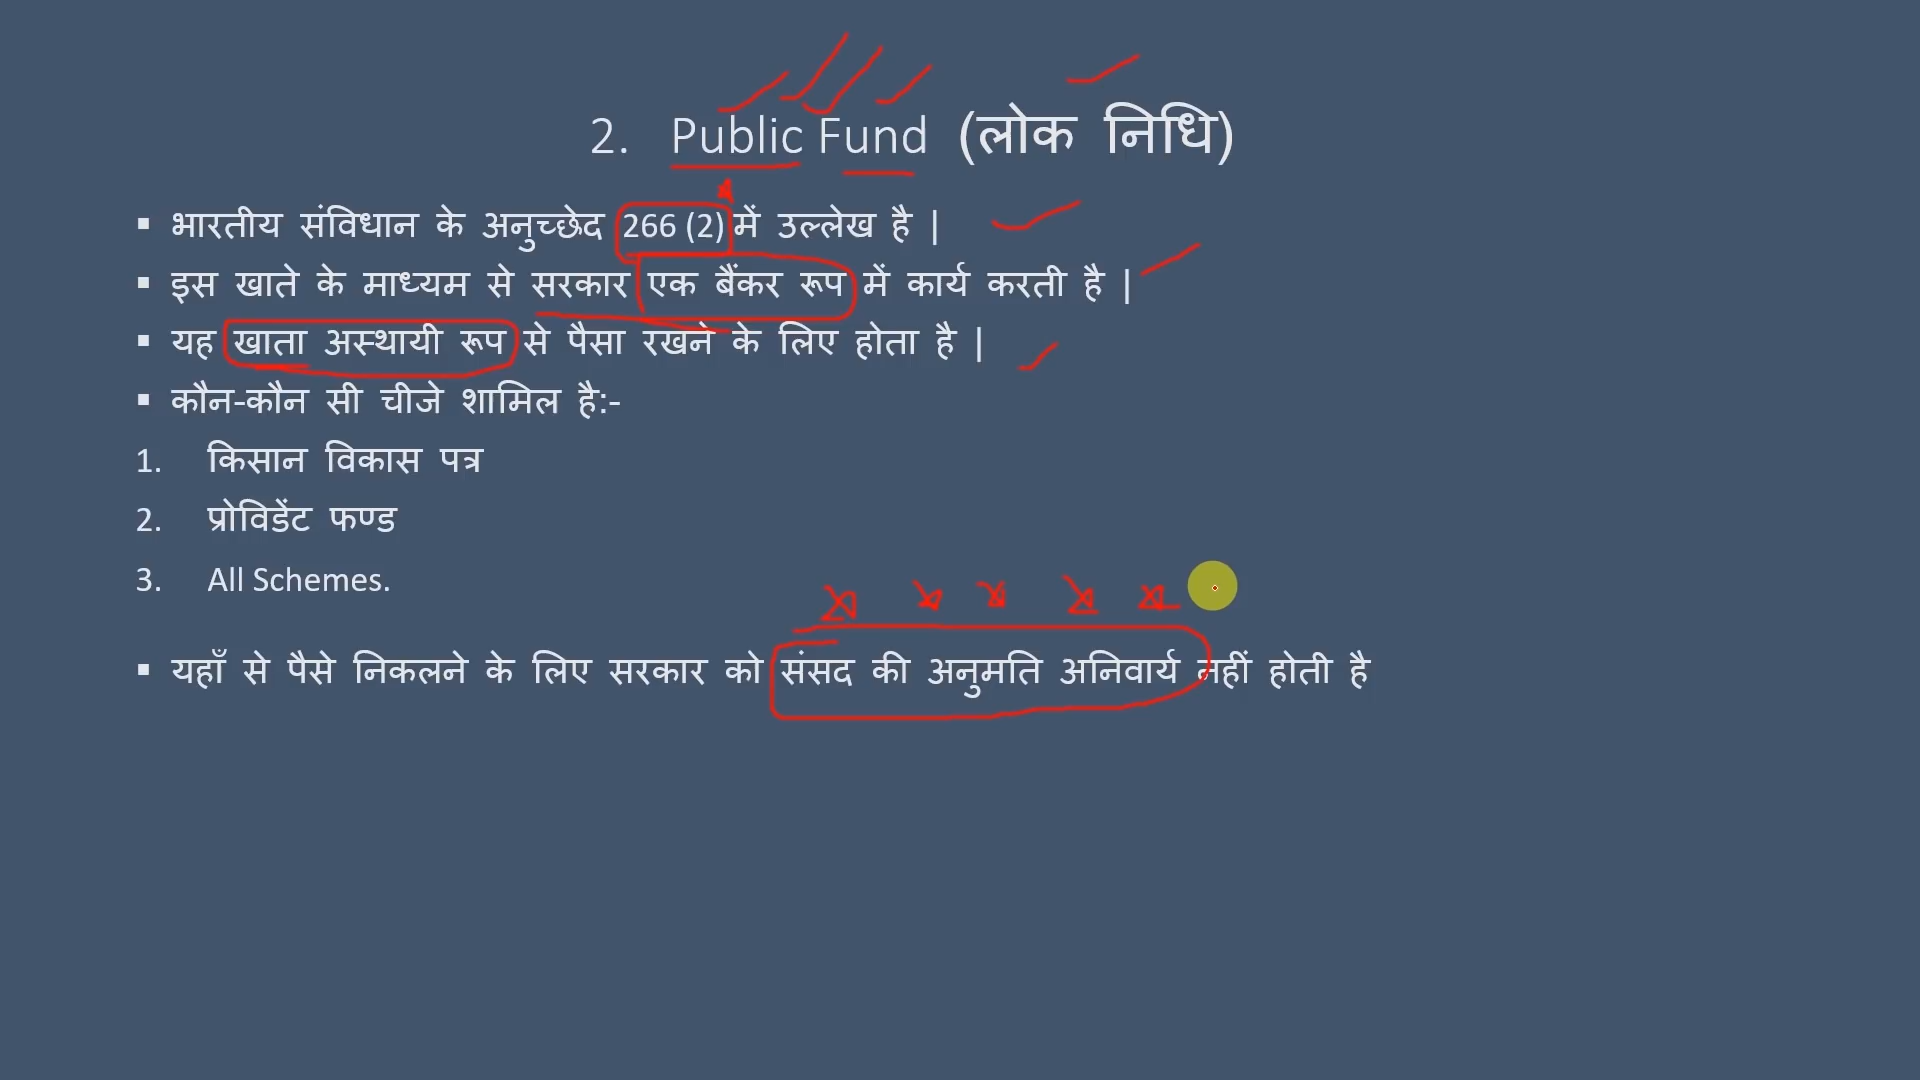 2. Public Fund (लोक निधि)
▪ भारतीय संविधान के अनुच्छेद 266 (2) में उल्लेख है |
▪ इस खाते के माध्यम से सरकार एक बैंकर रूप में कार्य करती है |
▪ यह खाता अस्थायी रूप से पैसा रखने के लिए होता है |
▪ कौन-कौन सी चीजे शामिल है:-
1. किसान विकास पत्र
2. प्रोविडेंट फण्ड
3. All Schemes.
▪ यहाँ से पैसे निकलने के लिए सरकार को संसद की अनुमति अनिवार्य नहीं होती है